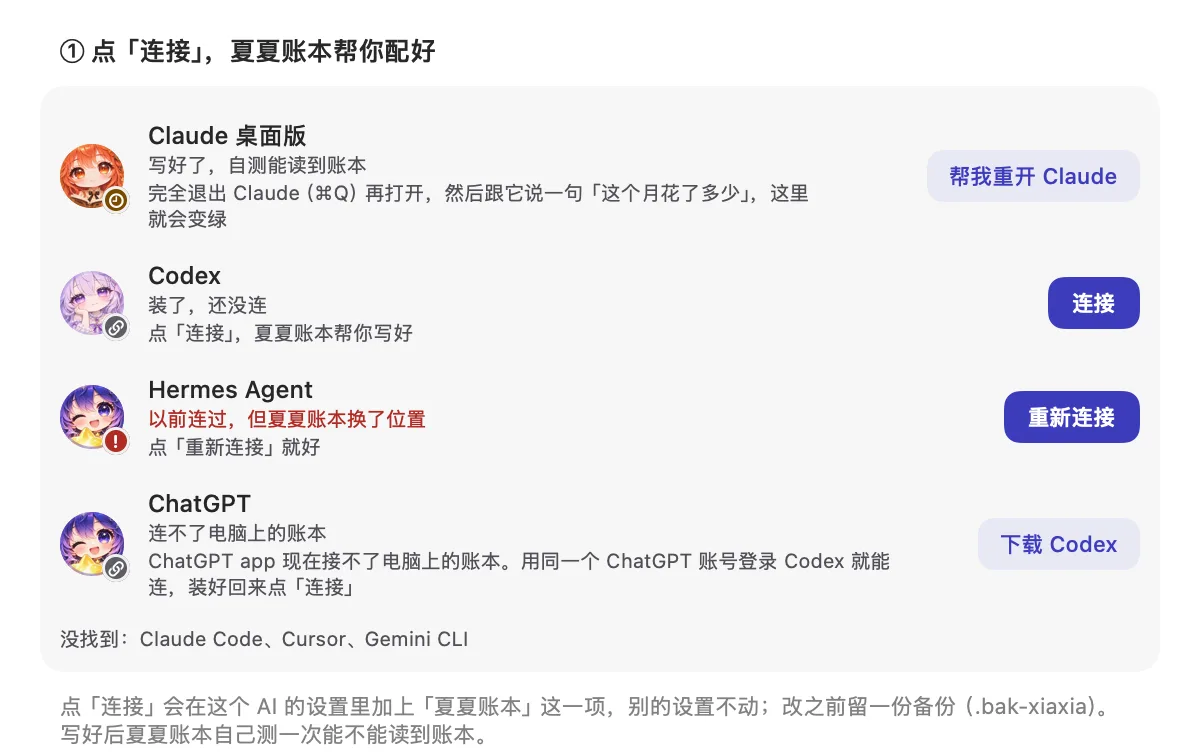 ① 点「连接」，夏夏账本帮你配好
Claude 桌面版
写好了，自测能读到账本
完全退出 Claude (⌘Q) 再打开，然后跟它说一句「这个月花了多少」，这里
就会变绿
帮我重开 Claude
Codex
装了，还没连
点「连接」，夏夏账本帮你写好
连接
Hermes Agent
以前连过，但夏夏账本换了位置
点「重新连接」就好
重新连接
ChatGPT
连不了电脑上的账本
ChatGPT app 现在接不了电脑上的账本。用同一个 ChatGPT 账号登录 Codex 就能
连，装好回来点「连接」
下载 Codex
没找到：Claude Code、Cursor、Gemini CLI
点「连接」会在这个 AI 的设置里加上「夏夏账本」这一项，别的设置不动；改之前留一份备份（.bak-xiaxia）。
写好后夏夏账本自己测一次能不能读到账本。